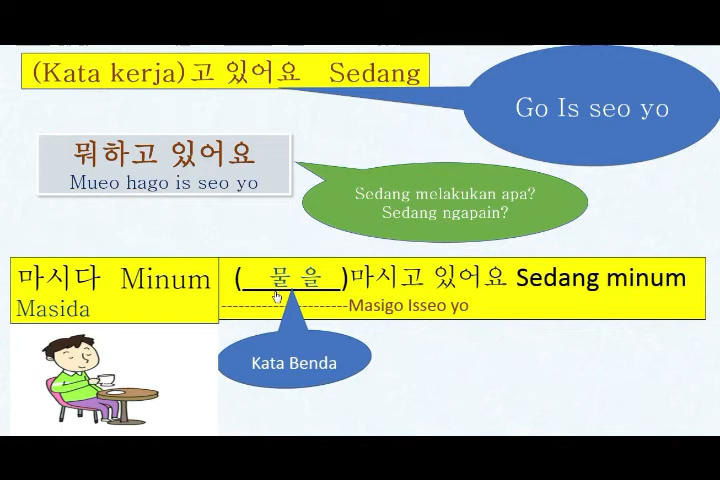 (Kata kerja)고 있어요 Sedang
Go Is seo yo
뭐하고 있어요
Mueo hago is seo yo
Sedang melakukan apa?
Sedang ngapain?
마시다 Minum
Masida
( 물 을 )마시고 있어요 Sedang minum
----------------------Masigo Isseo yo
Kata Benda